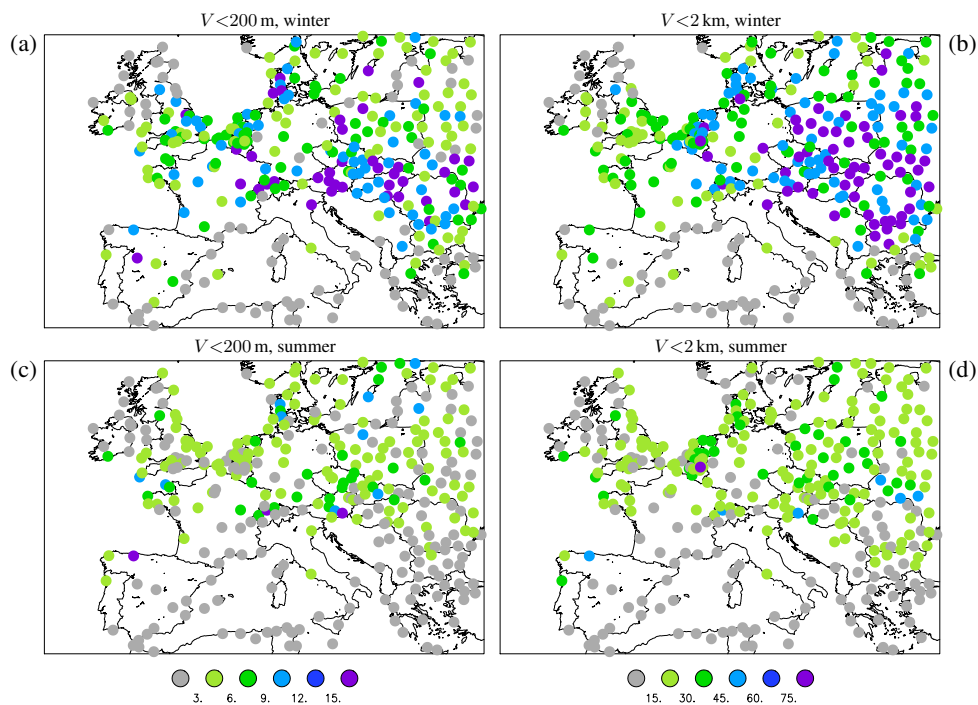 V < 200 m, winter
V < 2 km, winter
(a)
(b)
V < 200 m, summer
V < 2 km, summer
(c)
(d)
3. 6. 9. 12. 15.
15. 30. 45. 60. 75.